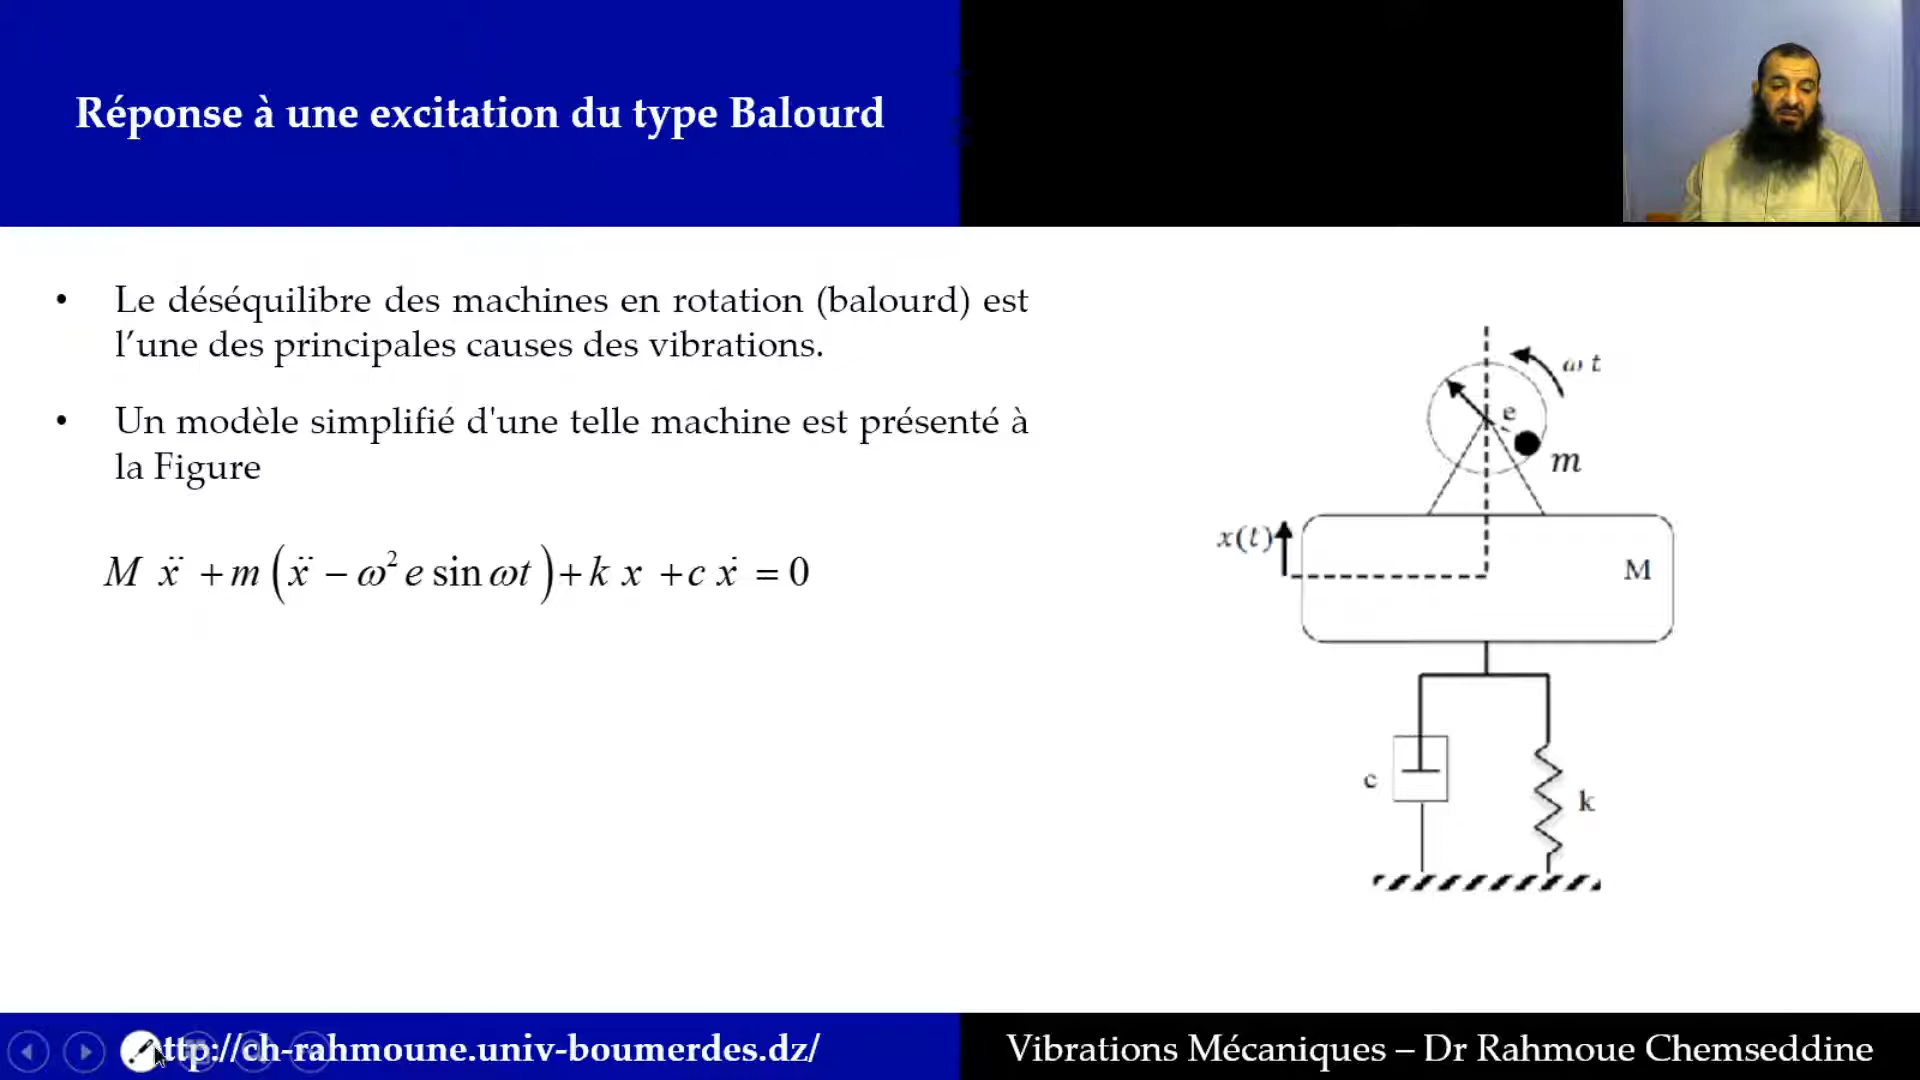 Réponse à une excitation du type Balourd
• Le déséquilibre des machines en rotation (balourd) est
l’une des principales causes des vibrations.
• Un modèle simplifié d'une telle machine est présenté à
la Figure
M ẍ + m (ẍ − ω² e sin ωt) + k x + c ẋ = 0
ω t
e
m
x(t)
M
c
k
ttp://ch-rahmoune.univ-boumerdes.dz/
Vibrations Mécaniques – Dr Rahmoue Chemseddine